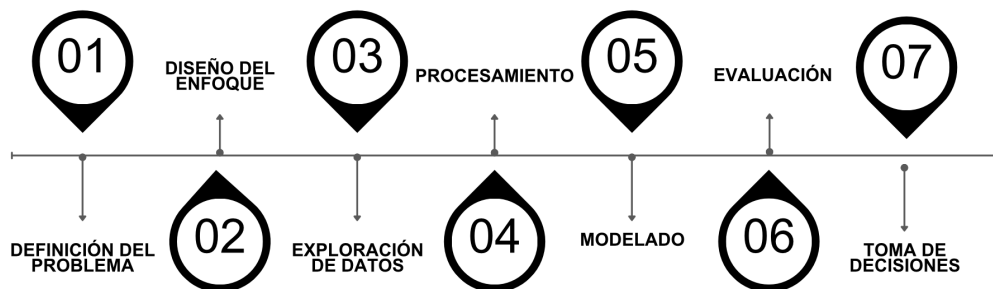 01
DEFINICIÓN DEL
PROBLEMA
DISEÑO DEL
ENFOQUE
02
03
EXPLORACIÓN
DE DATOS
PROCESAMIENTO
04
05
MODELADO
EVALUACIÓN
06
07
TOMA DE
DECISIONES